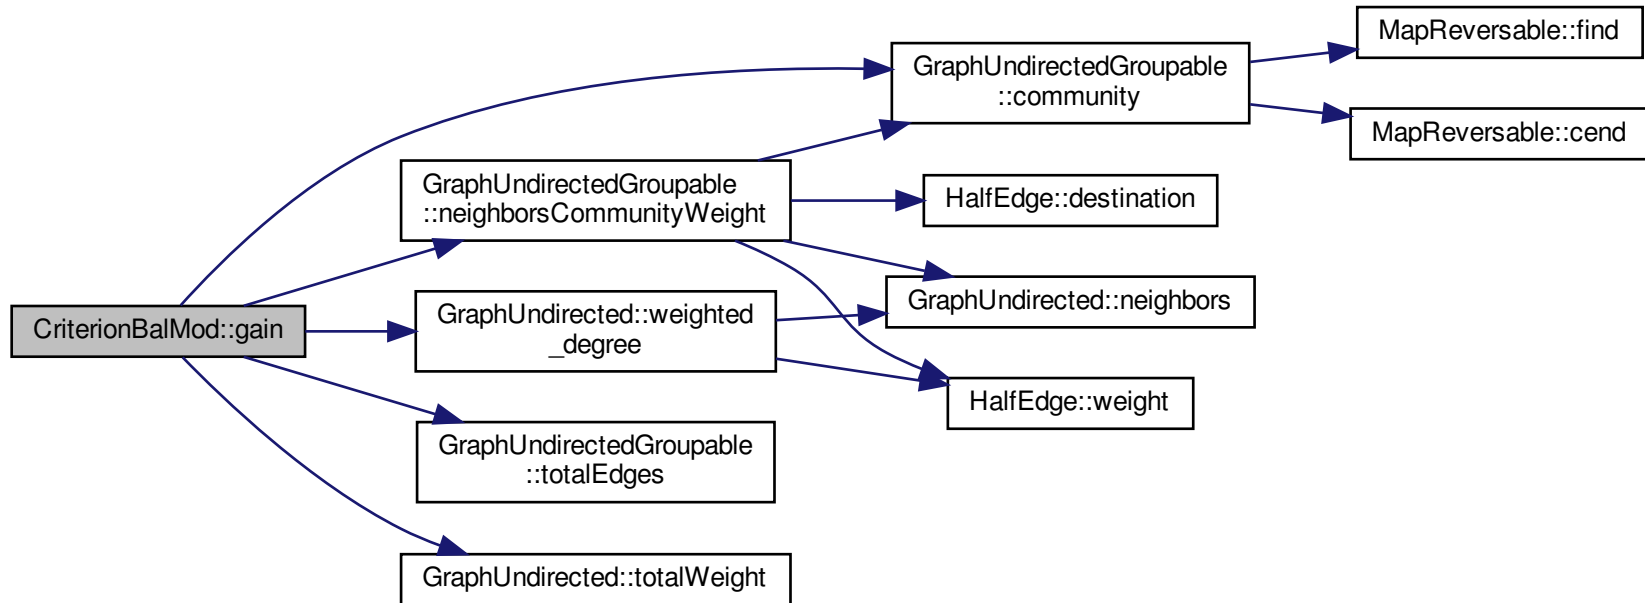 MapReversable::find
GraphUndirectedGroupable
::community
MapReversable::cend
GraphUndirectedGroupable
::neighborsCommunityWeight
HalfEdge::destination
GraphUndirected::neighbors
CriterionBalMod::gain
GraphUndirected::weighted
_degree
HalfEdge::weight
GraphUndirectedGroupable
::totalEdges
GraphUndirected::totalWeight